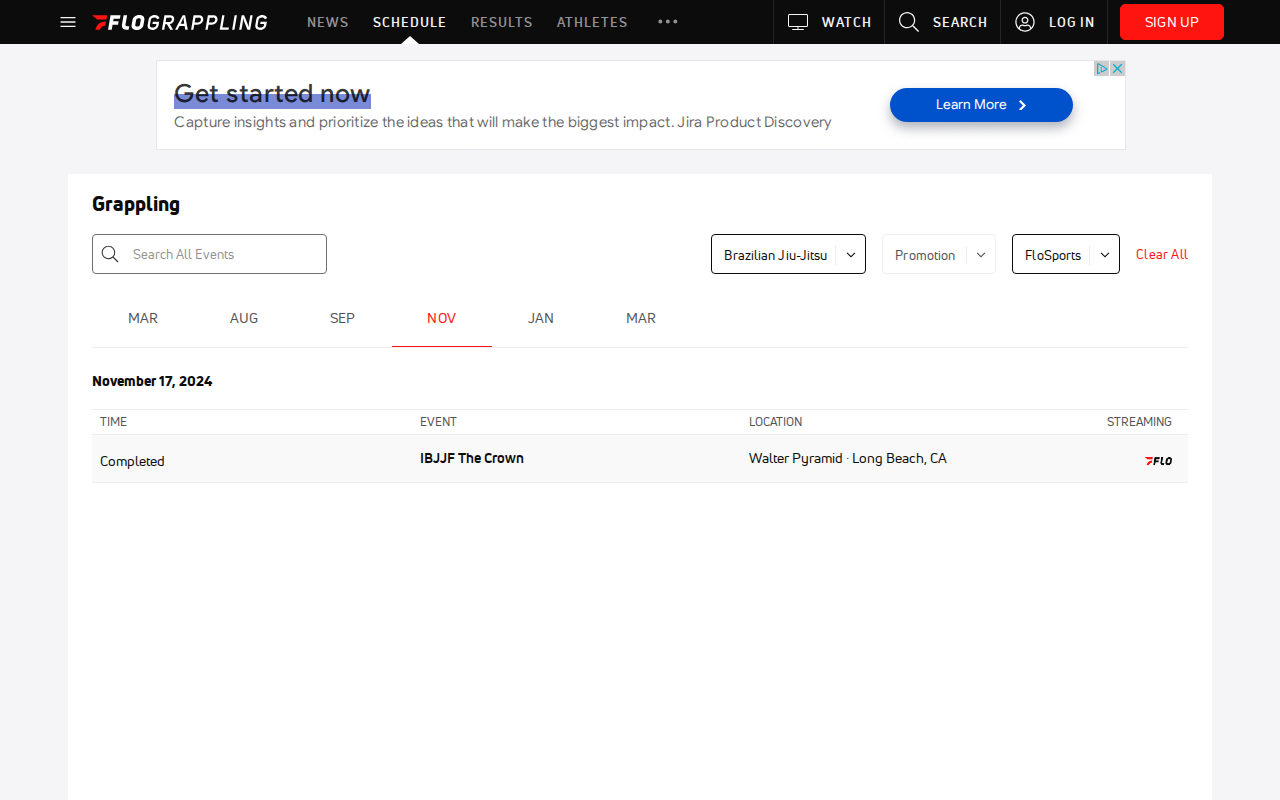 FLOGRAPPLING NEWS SCHEDULE RESULTS ATHLETES WATCH SEARCH LOG IN SIGN UP
Get started now
Capture insights and prioritize the ideas that will make the biggest impact. Jira Product Discovery
Learn More
Grappling
Search All Events Brazilian Jiu-Jitsu Promotion FloSports Clear All
MAR AUG SEP NOV JAN MAR
November 17, 2024
TIME EVENT LOCATION STREAMING
Completed IBJJF The Crown Walter Pyramid · Long Beach, CA FLO